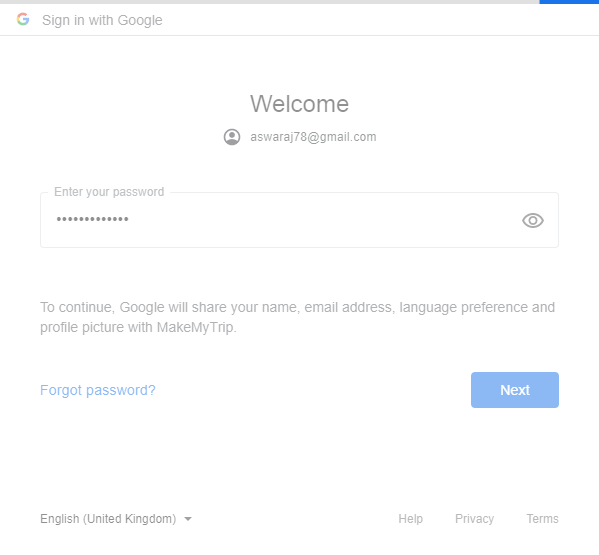 Sign in with Google
Welcome
aswaraj78@gmail.com
Enter your password
•••••••••••••
To continue, Google will share your name, email address, language preference and
profile picture with MakeMyTrip.
Forgot password?
Next
English (United Kingdom)
Help Privacy Terms